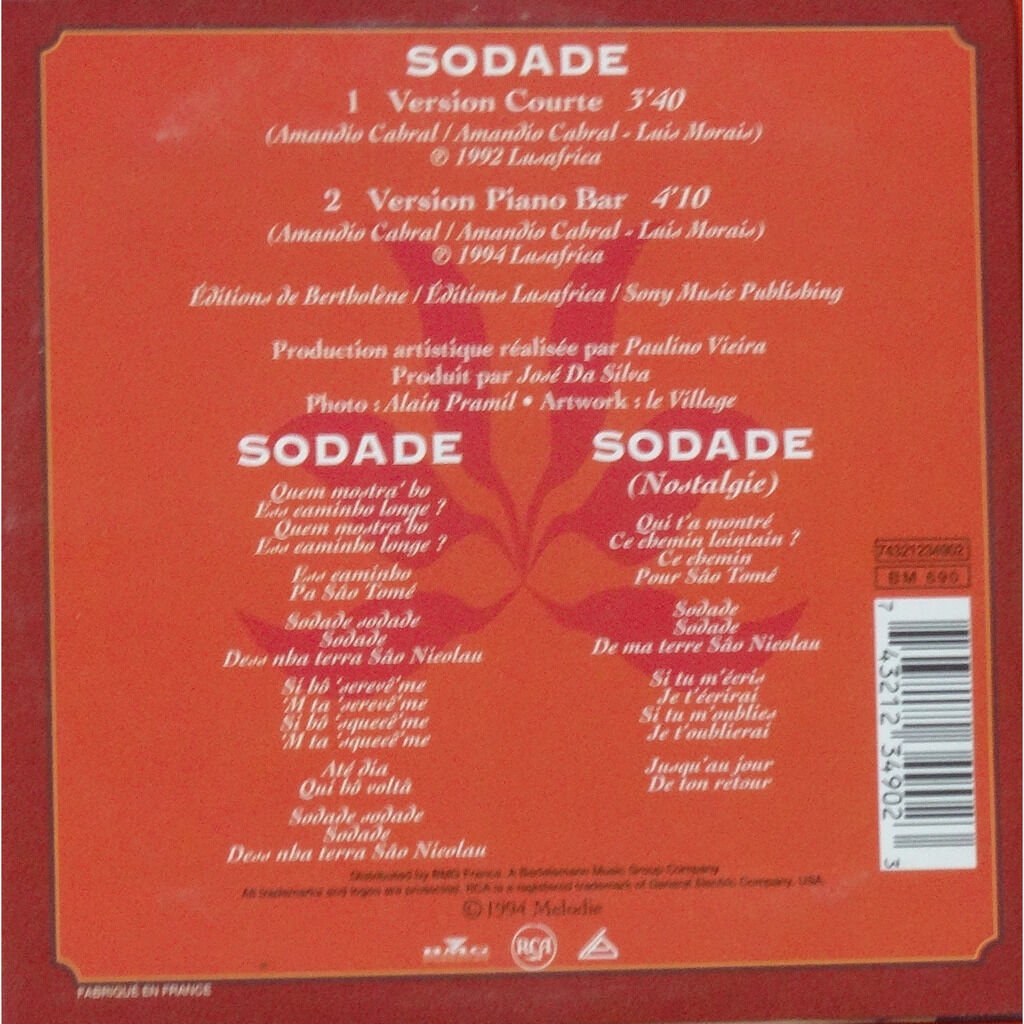 SODADE
1 Version Courte 3'40
(Amandio Cabral / Amandio Cabral - Luis Morais)
℗ 1992 Lusafrica
2 Version Piano Bar 4'10
(Amandio Cabral / Amandio Cabral - Luis Morais)
℗ 1994 Lusafrica
Éditions de Bertholène / Éditions Lusafrica / Sony Music Publishing
Production artistique réalisée par Paulino Vieira
Produit par José Da Silva
Photo : Alain Pramil • Artwork : le Village
SODADE
Quem mostra' bo
Ess caminho longe ?
Quem mostra' bo
Ess caminho longe ?
Ess caminho
Pa São Tomé
Sodade sodade
Sodade
Dess nha terra São Nicolau
Si bô 'screvê'me
'M ta 'screvê'me
Si bô 'squecê'me
'M ta 'squecê'me
Até dia
Qui bô voltà
Sodade sodade
Sodade
Dess nha terra São Nicolau
SODADE
(Nostalgie)
Qui t'a montré
Ce chemin lointain ?
Ce chemin
Pour São Tomé
Sodade
Sodade
De ma terre São Nicolau
Si tu m'écris
Je t'écrirai
Si tu m'oublies
Je t'oublierai
Jusqu'au jour
De ton retour
74321234902
BM 690
7 43212 34902 3
Distributed by BMG France. A Bertelsmann Music Group Company
All trademarks and logos are protected. RCA is a registered trademark of General Electric Company, USA
© 1994 Melodie
BMG RCA
FABRIQUÉ EN FRANCE